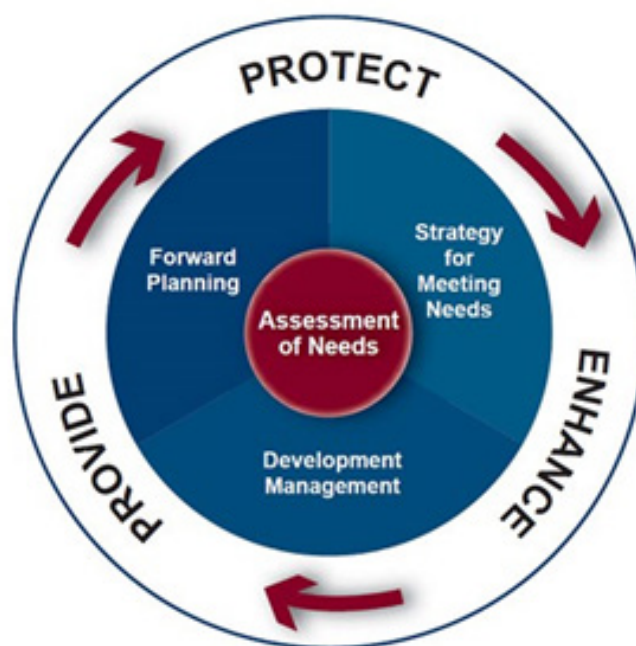 PROTECT
ENHANCE
PROVIDE
Forward
Planning
Strategy
for
Meeting
Needs
Assessment
of Needs
Development
Management